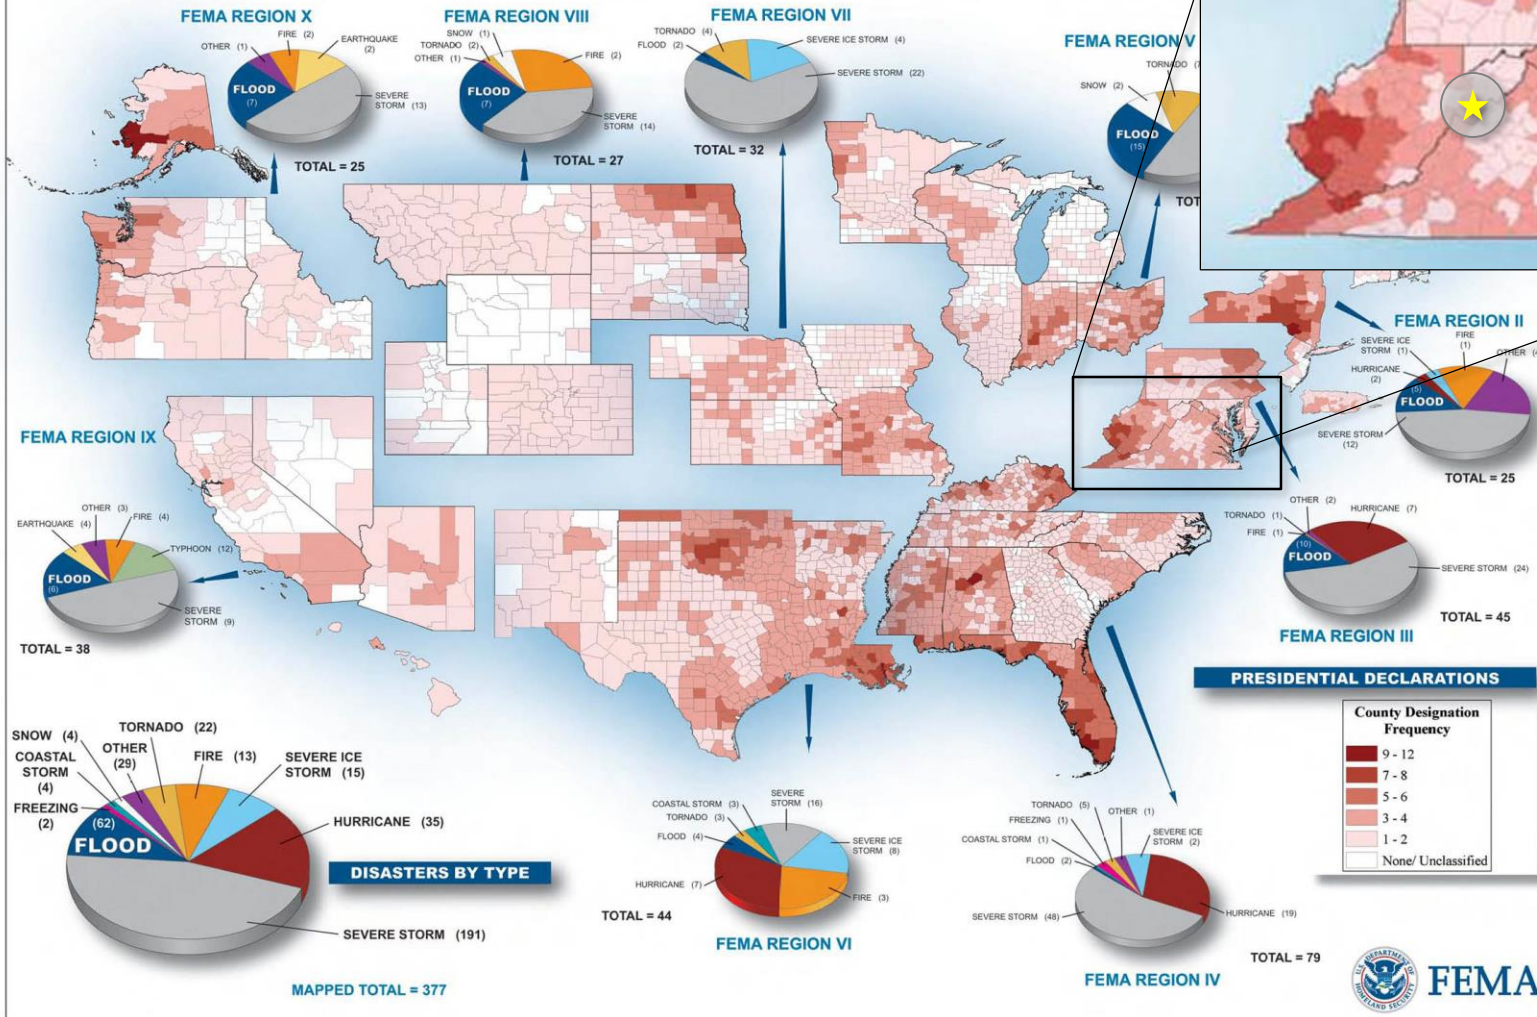 FEMA REGION X
FIRE (2)
OTHER (1)
EARTHQUAKE
(2)
FLOOD
(7)
SEVERE
STORM (13)
TOTAL = 25
FEMA REGION VIII
SNOW (1)
TORNADO (2)
OTHER (1)
FIRE (2)
FLOOD
(7)
SEVERE
STORM (14)
TOTAL = 27
FEMA REGION VII
TORNADO (4)
FLOOD (2)
SEVERE ICE STORM (4)
SEVERE STORM (22)
TOTAL = 32
FEMA REGION V
TORNADO (7
SNOW (2)
FLOOD
(15)
TOT
FEMA REGION II
FIRE
(1)
SEVERE ICE
STORM (1)
OTHER (4
HURRICANE
(2)
(5)
FLOOD
SEVERE STORM
(12)
TOTAL = 25
FEMA REGION IX
OTHER (3)
EARTHQUAKE (4)
FIRE (4)
TYPHOON (12)
FLOOD
(6)
SEVERE
STORM (9)
TOTAL = 38
OTHER (2)
HURRICANE (7)
TORNADO (1)
FIRE (1)
(10)
FLOOD
SEVERE STORM (24)
TOTAL = 45
FEMA REGION III
PRESIDENTIAL DECLARATIONS
County Designation
Frequency
9 - 12
7 - 8
5 - 6
3 - 4
1 - 2
None/ Unclassified
SNOW (4)
TORNADO (22)
COASTAL
STORM
(4)
OTHER
(29)
FIRE (13)
SEVERE ICE
STORM (15)
FREEZING
(2)
(62)
FLOOD
HURRICANE (35)
DISASTERS BY TYPE
SEVERE STORM (191)
MAPPED TOTAL = 377
COASTAL STORM (3)
SEVERE
STORM (16)
TORNADO (3)
FLOOD (4)
SEVERE ICE
STORM (8)
HURRICANE (7)
FIRE (3)
TOTAL = 44
FEMA REGION VI
TORNADO (5)
OTHER (1)
FREEZING (1)
COASTAL STORM (1)
SEVERE ICE
STORM (2)
FLOOD (2)
SEVERE STORM (48)
HURRICANE (19)
TOTAL = 79
FEMA REGION IV
U.S. DEPARTMENT OF
HOMELAND SECURITY
FEMA